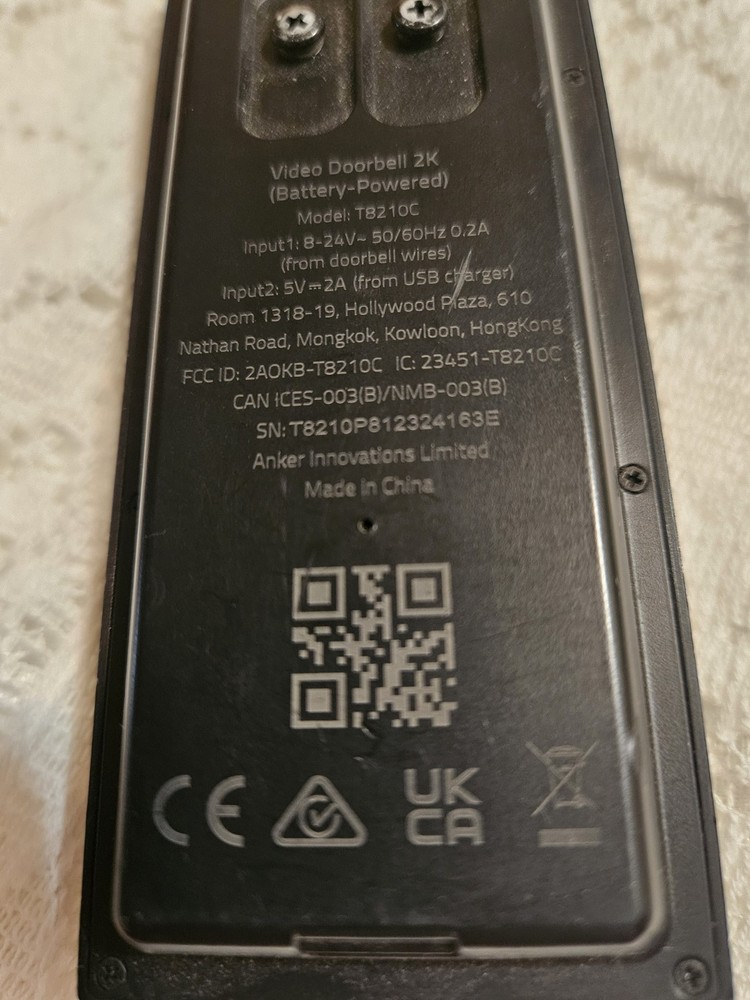 Video Doorbell 2K
(Battery-Powered)
Model: T8210C
Input1: 8-24V~ 50/60Hz 0.2A
(from doorbell wires)
Input2: 5V⎓2A (from USB charger)
Room 1318-19, Hollywood Plaza, 610
Nathan Road, Mongkok, Kowloon, HongKong
FCC ID: 2AOKB-T8210C IC: 23451-T8210C
CAN ICES-003(B)/NMB-003(B)
SN: T8210P812324163E
Anker Innovations Limited
Made in China
CE UK
CA